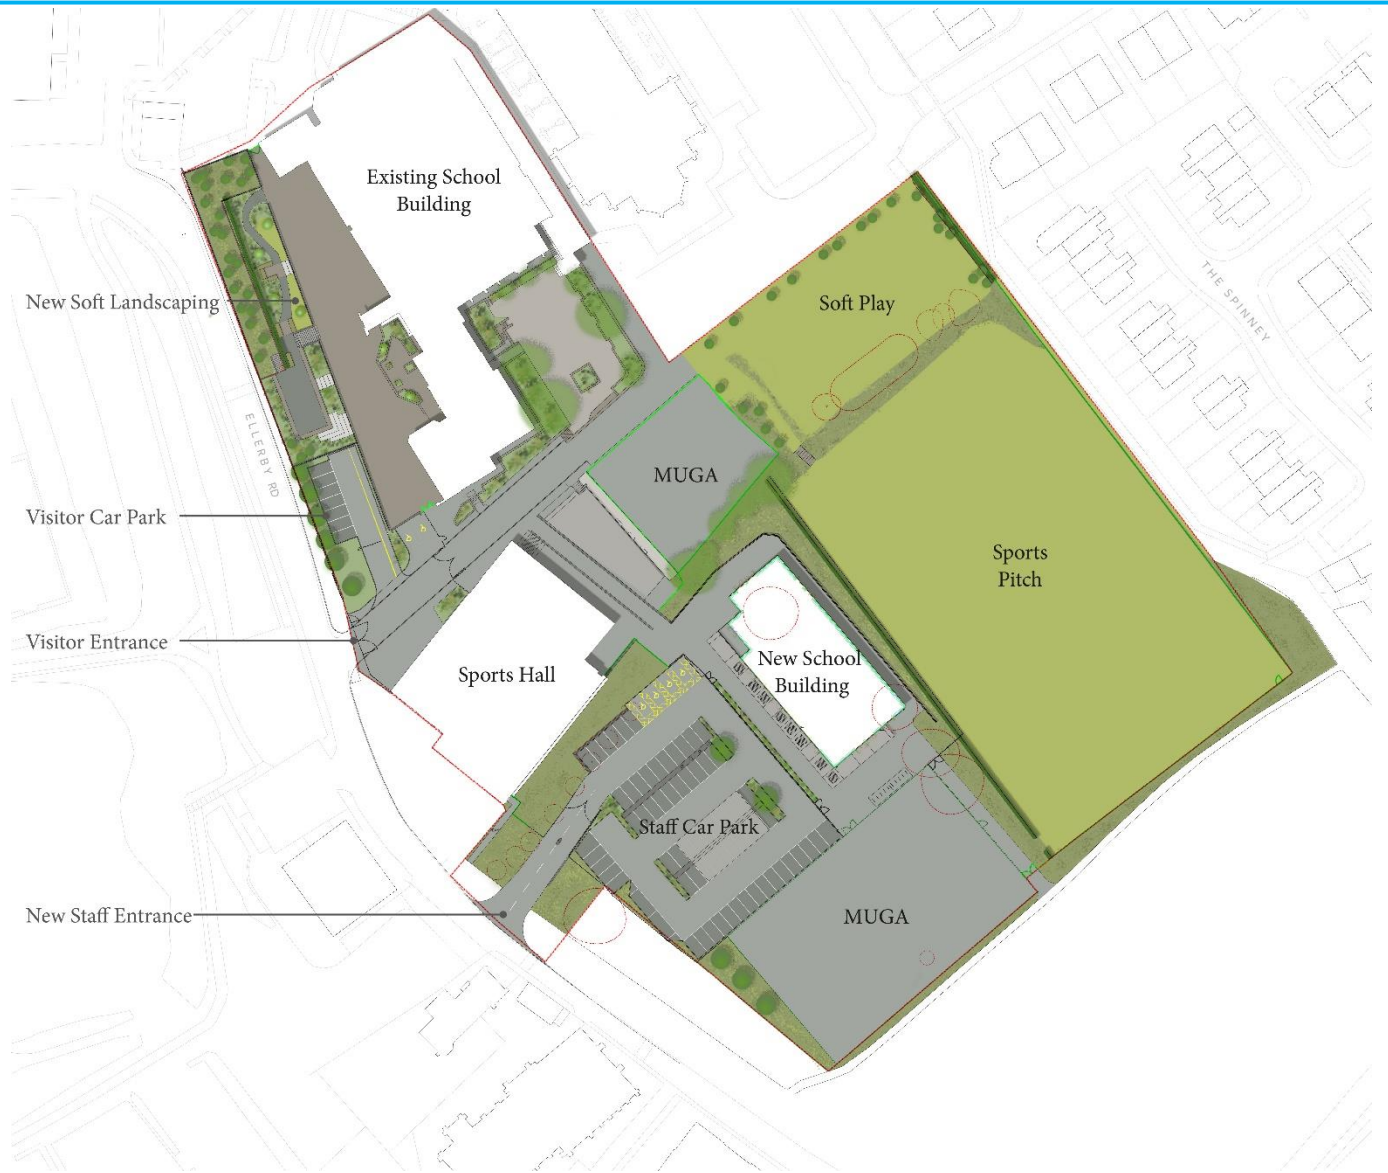 Existing School
Building
New Soft Landscaping
Soft Play
THE SPINNEY
ELLERBY RD
MUGA
Visitor Car Park
Sports
Pitch
Visitor Entrance
Sports Hall
New School
Building
Staff Car Park
New Staff Entrance
MUGA